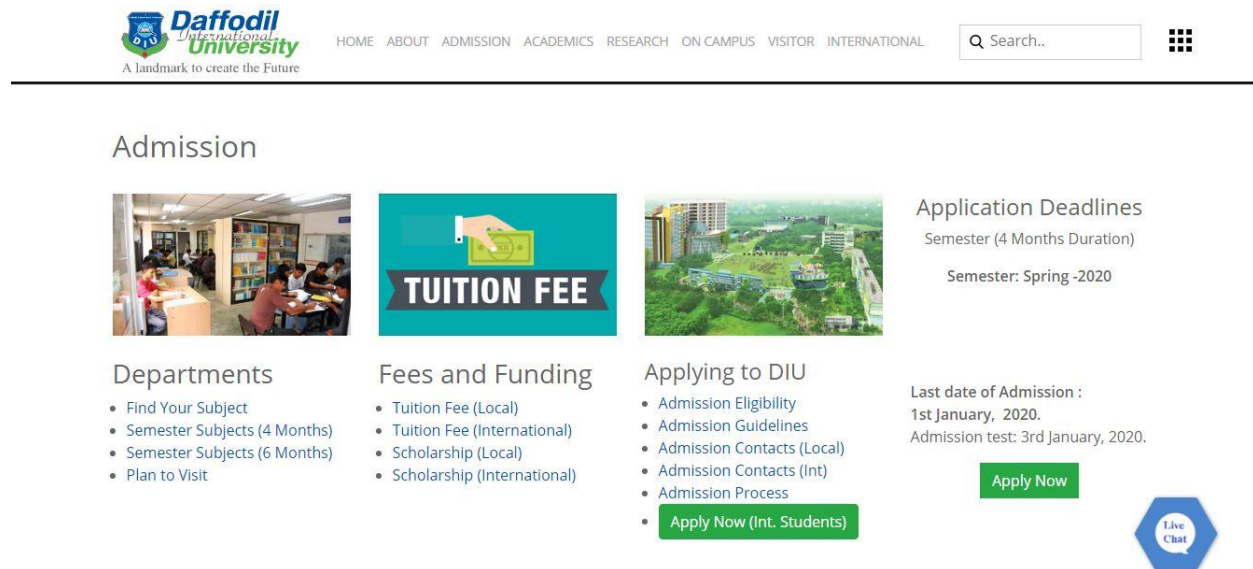 Daffodil
International
University
DIU
A landmark to create the Future
HOME ABOUT ADMISSION ACADEMICS RESEARCH ON CAMPUS VISITOR INTERNATIONAL
Search..
Admission
TUITION FEE
Departments
Find Your Subject
Semester Subjects (4 Months)
Semester Subjects (6 Months)
Plan to Visit
Fees and Funding
Tuition Fee (Local)
Tuition Fee (International)
Scholarship (Local)
Scholarship (International)
Applying to DIU
Admission Eligibility
Admission Guidelines
Admission Contacts (Local)
Admission Contacts (Int)
Admission Process
Apply Now (Int. Students)
Application Deadlines
Semester (4 Months Duration)
Semester: Spring -2020
Last date of Admission :
1st January, 2020.
Admission test: 3rd January, 2020.
Apply Now
Live
Chat